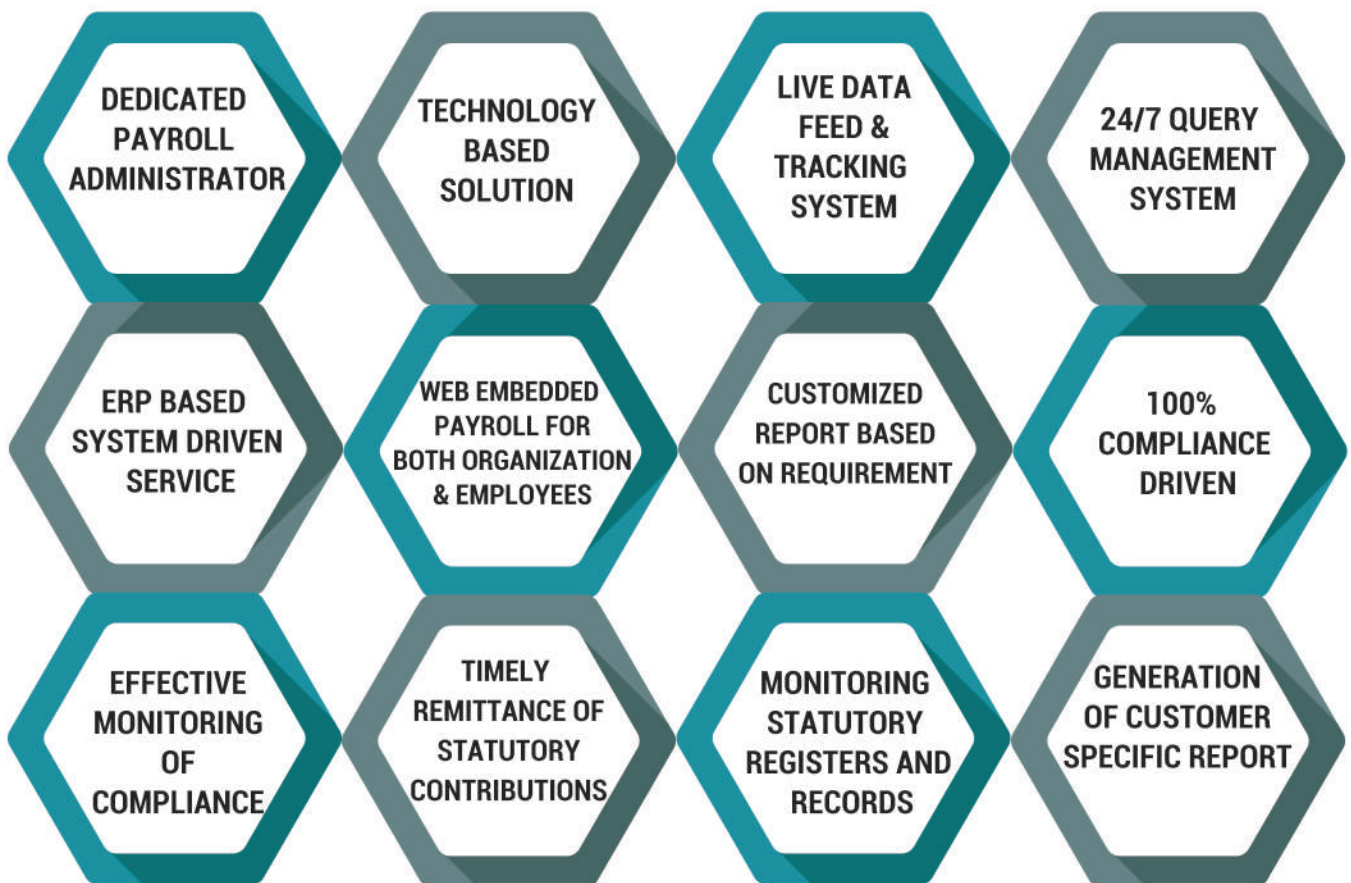 DEDICATED
PAYROLL
ADMINISTRATOR
TECHNOLOGY
BASED
SOLUTION
LIVE DATA
FEED &
TRACKING
SYSTEM
24/7 QUERY
MANAGEMENT
SYSTEM
ERP BASED
SYSTEM DRIVEN
SERVICE
WEB EMBEDDED
PAYROLL FOR
BOTH ORGANIZATION
& EMPLOYEES
CUSTOMIZED
REPORT BASED
ON REQUIREMENT
100%
COMPLIANCE
DRIVEN
EFFECTIVE
MONITORING
OF
COMPLIANCE
TIMELY
REMITTANCE OF
STATUTORY
CONTRIBUTIONS
MONITORING
STATUTORY
REGISTERS AND
RECORDS
GENERATION
OF CUSTOMER
SPECIFIC REPORT